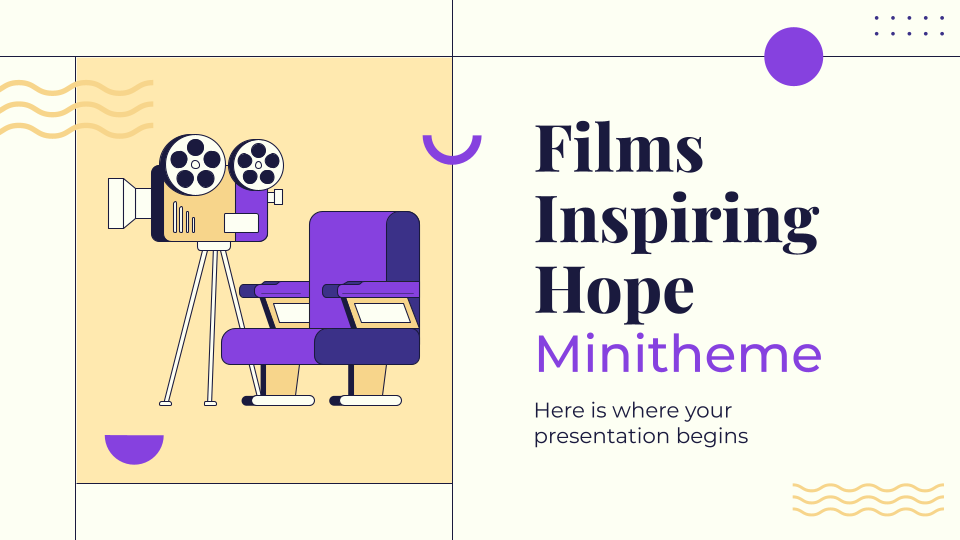 Films
Inspiring
Hope
Minitheme
Here is where your
presentation begins